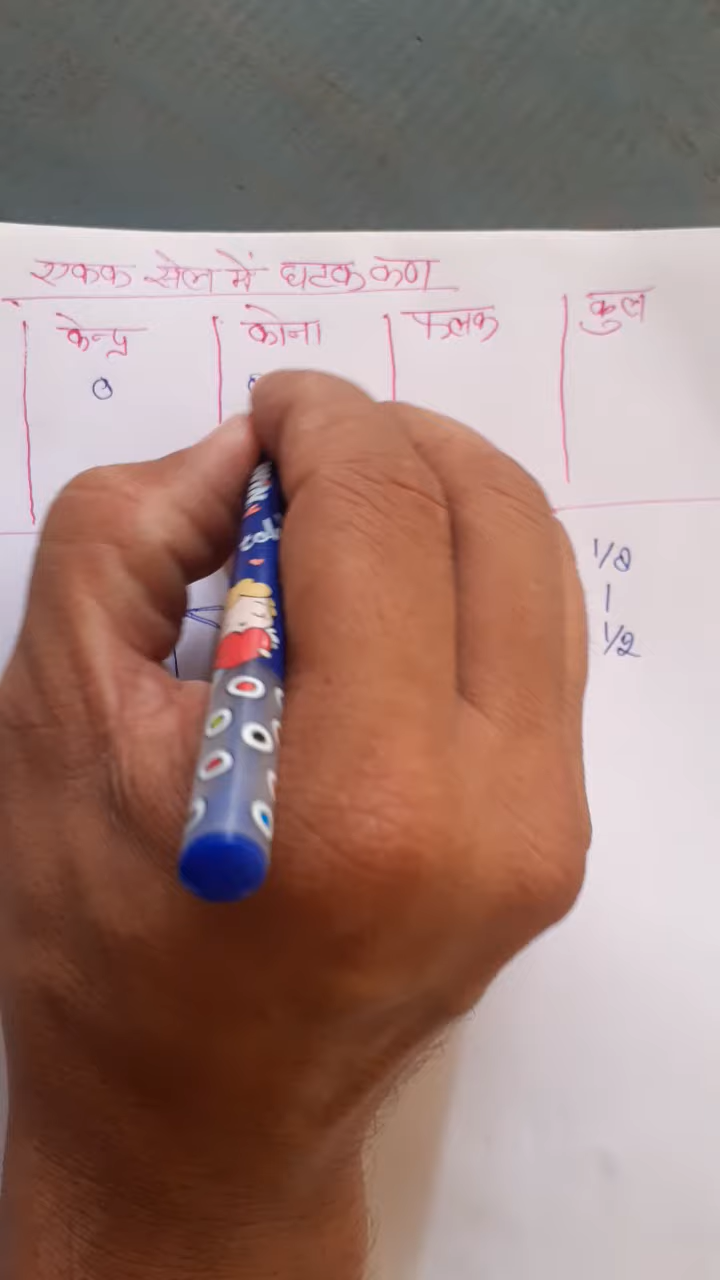 एकक सेल में घटक कण
केन्द्र कोना फलक कुल
0
1/8
1
1/2